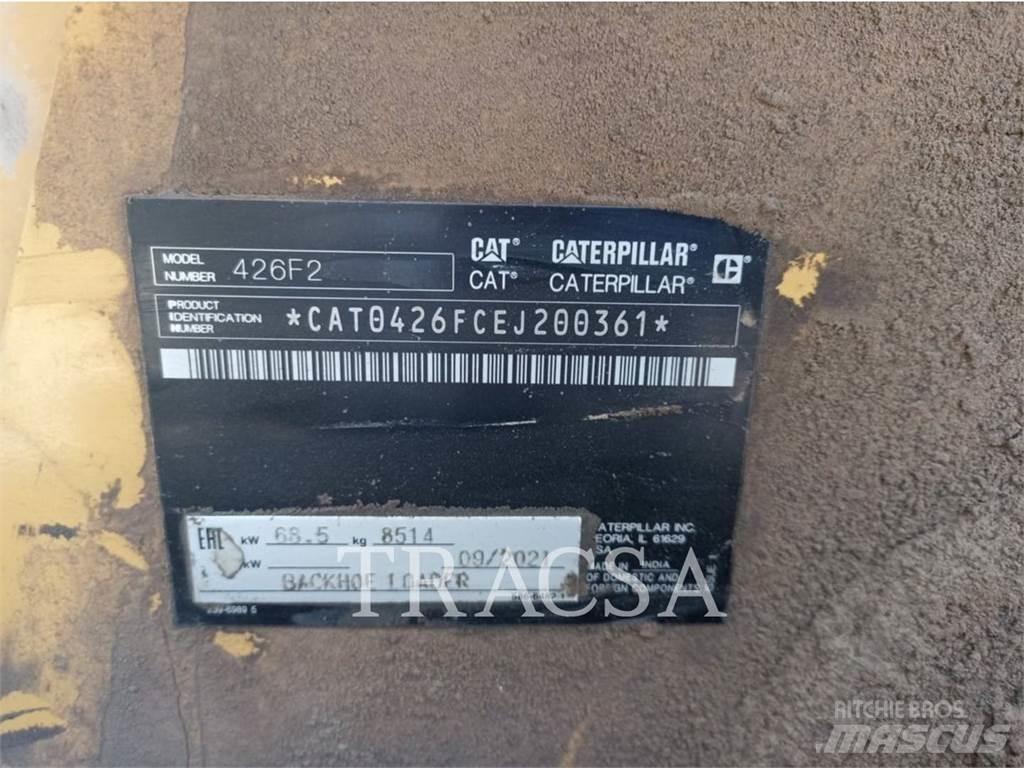 MODEL NUMBER 426F2
CAT® CATERPILLAR®
CAT® CATERPILLAR®
PRODUCT IDENTIFICATION NUMBER *CAT0426FCEJ200361*
EAC kW 68.5 kg 8514
kW 09/2021
BACKHOE LOADER
CATERPILLAR INC.
PEORIA, IL 61629
USA
MADE IN INDIA
OF DOMESTIC AND
FOREIGN COMPONENTS
TRACSA
RITCHIE BROS.
MASCUS